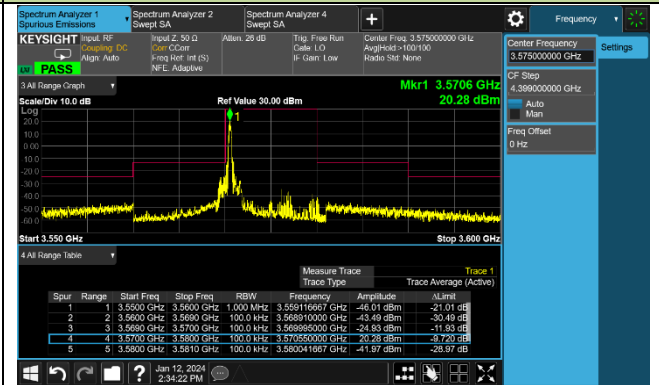 Spectrum Analyzer 1
Spurious Emissions
Spectrum Analyzer 2
Swept SA
Spectrum Analyzer 4
Swept SA
+
Frequency
KEYSIGHT
Input: RF
Coupling: DC
Align: Auto
Input Z: 50 Ω
Corr CCorr
Freq Ref: Int (S)
NFE: Adaptive
Atten: 26 dB
Trig: Free Run
Gate: LO
IF Gain: Low
Center Freq: 3.575000000 GHz
Avg|Hold:>100/100
Radio Std: None
PASS
Center Frequency
3.575000000 GHz
Settings
CF Step
4.399000000 GHz
Auto
Man
Freq Offset
0 Hz
3 All Range Graph
Mkr1 3.5706 GHz
20.28 dBm
Scale/Div 10.0 dB
Ref Value 30.00 dBm
Log
20.0
10.0
0.00
-10.0
-20.0
-30.0
-40.0
-50.0
-60.0
1
Start 3.550 GHz
Stop 3.600 GHz
4 All Range Table
Measure Trace Trace 1
Trace Type Trace Average (Active)
Spur Range Start Freq Stop Freq RBW Frequency Amplitude ΔLimit
1 1 3.5500 GHz 3.5600 GHz 1.000 MHz 3.559116667 GHz -46.01 dBm -21.01 dB
2 2 3.5600 GHz 3.5690 GHz 100.0 kHz 3.568910000 GHz -43.49 dBm -30.49 dB
3 3 3.5690 GHz 3.5700 GHz 100.0 kHz 3.569995000 GHz -24.93 dBm -11.93 dB
4 4 3.5700 GHz 3.5800 GHz 100.0 kHz 3.570550000 GHz 20.28 dBm -9.720 dB
5 5 3.5800 GHz 3.5810 GHz 100.0 kHz 3.580041667 GHz -41.97 dBm -28.97 dB
?
Jan 12, 2024
2:34:22 PM